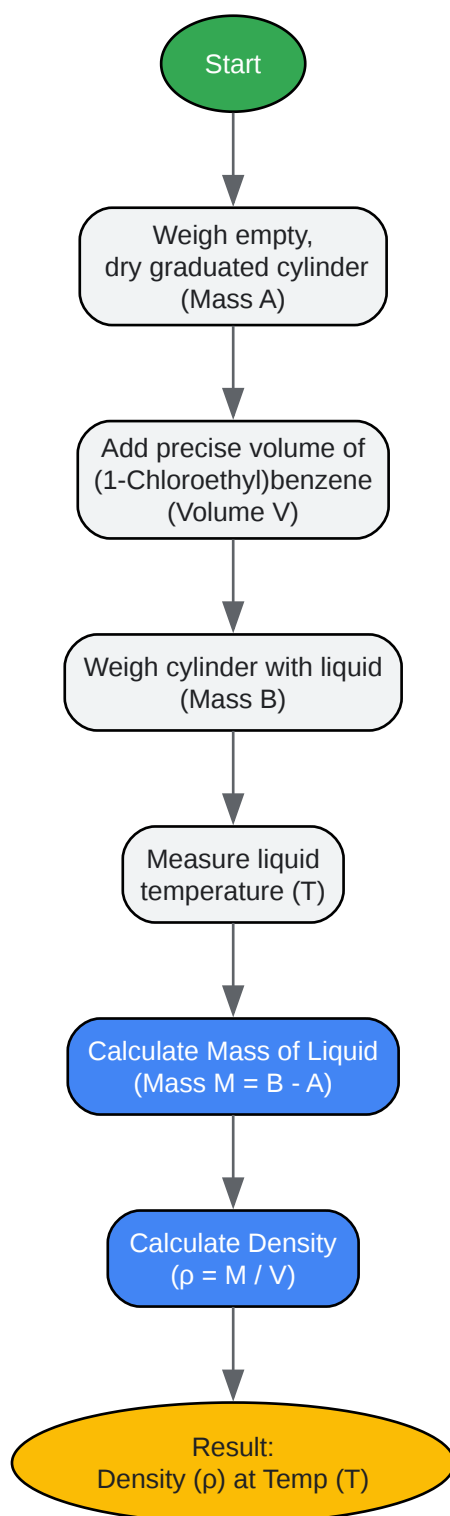 Start
Weigh empty,
dry graduated cylinder
(Mass A)
Add precise volume of
(1-Chloroethyl)benzene
(Volume V)
Weigh cylinder with liquid
(Mass B)
Measure liquid
temperature (T)
Calculate Mass of Liquid
(Mass M = B - A)
Calculate Density
(ρ = M / V)
Result:
Density (ρ) at Temp (T)